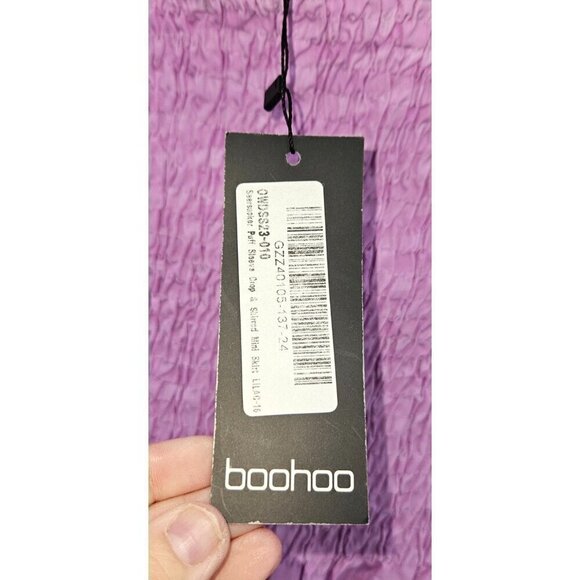 OWDSS23-010
Seersucker Puff Sleeve Crop & Shirred Mini Skirt LILAC-16
GZZ40105-137-24
boohoo